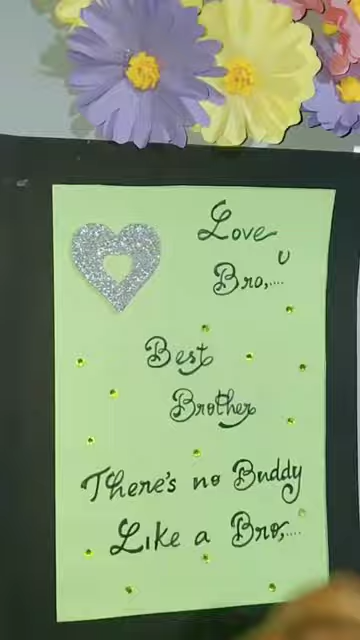 Love
U
Bro,....
Best
Brother
There's no Buddy
Like a Bro,....